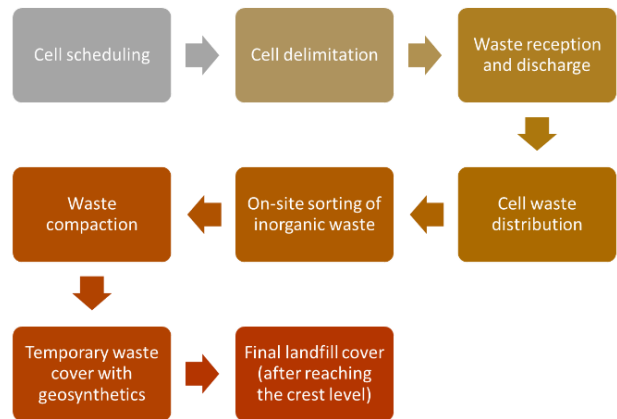 Cell scheduling
Cell delimitation
Waste reception
and discharge
Cell waste
distribution
On-site sorting of
inorganic waste
Waste
compaction
Temporary waste
cover with
geosynthetics
Final landfill cover
(after reaching
the crest level)